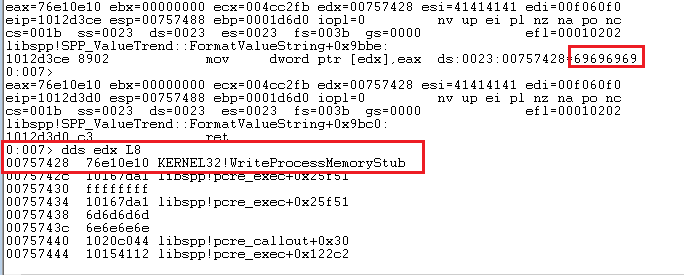 eax=76e10e10 ebx=00000000 ecx=004cc2fb edx=00757428 esi=41414141 edi=00f060f0
eip=1012d3ce esp=00757488 ebp=0001d6d0 iopl=0         nv up ei pl nz na po nc
cs=001b  ss=0023  ds=0023  es=0023  fs=003b  gs=0000             efl=00010202
libspp!SPP_ValueTrend::FormatValueString+0x9bbe:
1012d3ce 8902            mov     dword ptr [edx],eax  ds:0023:00757428=69696969
0:007>
eax=76e10e10 ebx=00000000 ecx=004cc2fb edx=00757428 esi=41414141 edi=00f060f0
eip=1012d3d0 esp=00757488 ebp=0001d6d0 iopl=0         nv up ei pl nz na po nc
cs=001b  ss=0023  ds=0023  es=0023  fs=003b  gs=0000             efl=00010202
libspp!SPP_ValueTrend::FormatValueString+0x9bc0:
1012d3d0 c3              ret
0:007> dds edx L8
00757428  76e10e10 KERNEL32!WriteProcessMemoryStub
0075742c  10167da1 libspp!pcre_exec+0x25f51
00757430  ffffffff
00757434  10167da1 libspp!pcre_exec+0x25f51
00757438  6d6d6d6d
0075743c  6e6e6e6e
00757440  1020c044 libspp!pcre_callout+0x30
00757444  10154112 libspp!pcre_exec+0x122c2